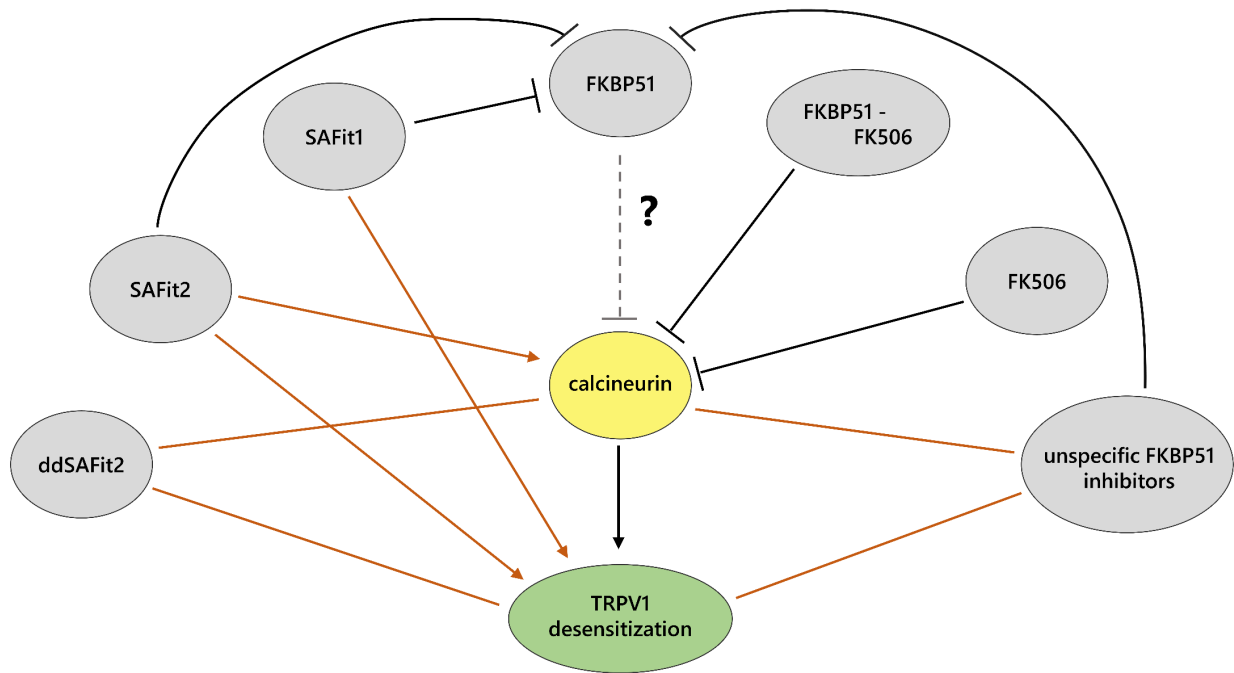 FKBP51
FKBP51 -
FK506
SAFit1
?
SAFit2
FK506
calcineurin
ddSAFit2
unspecific FKBP51
inhibitors
TRPV1
desensitization